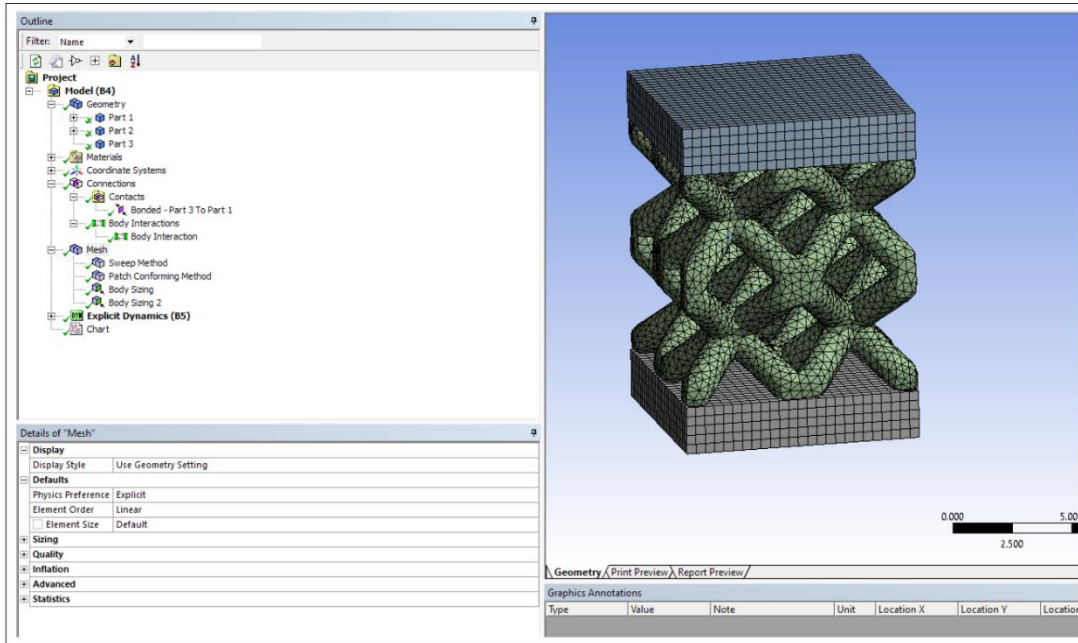 Outline
Filter: Name
Project
Model (B4)
Geometry
Part 1
Part 2
Part 3
Materials
Coordinate Systems
Connections
Contacts
Bonded - Part 3 To Part 1
Body Interactions
Body Interaction
Mesh
Sweep Method
Patch Conforming Method
Body Sizing
Body Sizing 2
Explicit Dynamics (B5)
Chart
Details of "Mesh"
Display
Display Style Use Geometry Setting
Defaults
Physics Preference Explicit
Element Order Linear
Element Size Default
Sizing
Quality
Inflation
Advanced
Statistics
0.000 5.00
2.500
Geometry Print Preview Report Preview
Graphics Annotations
Type Value Note Unit Location X Location Y Location